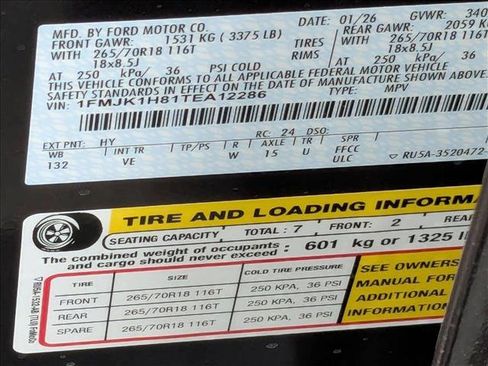 MFD. BY FORD MOTOR CO.
DATE: 01/26 GVWR: 340
FRONT GAWR: 1531 KG ( 3375 LB) 2059 KG
WITH 265/70R18 116T TIRES WITH 265/70R18 116T
18x8.5J RIMS 18x8.5J
AT 250 kPa/ 36 PSI COLD AT 250 kPa/ 36
THIS VEHICLE CONFORMS TO ALL APPLICABLE FEDERAL MOTOR VEHICLE
SAFETY STANDARDS IN EFFECT ON THE DATE OF MANUFACTURE SHOWN ABOVE.
1FMJK1H81TEA12286 TYPE: MPV
EXT PNT: HY RC: 24 DSO:
WB INT TR TP/PS R AXLE TR SPR
132 VE W 15 U FFCC
ULC RU5A-3520472-
TIRE AND LOADING INFORMA
SEATING CAPACITY TOTAL : 7 FRONT: 2 REAR
The combined weight of occupants
and cargo should never exceed : 601 kg or 1325 l
TIRE SIZE COLD TIRE PRESSURE
FRONT 265/70R18 116T 250 KPA, 36 PSI
REAR 265/70R18 116T 250 KPA, 36 PSI
SPARE 265/70R18 116T 250 KPA, 36 PSI
SEE OWNERS
MANUAL FOR
ADDITIONAL
INFORMATION